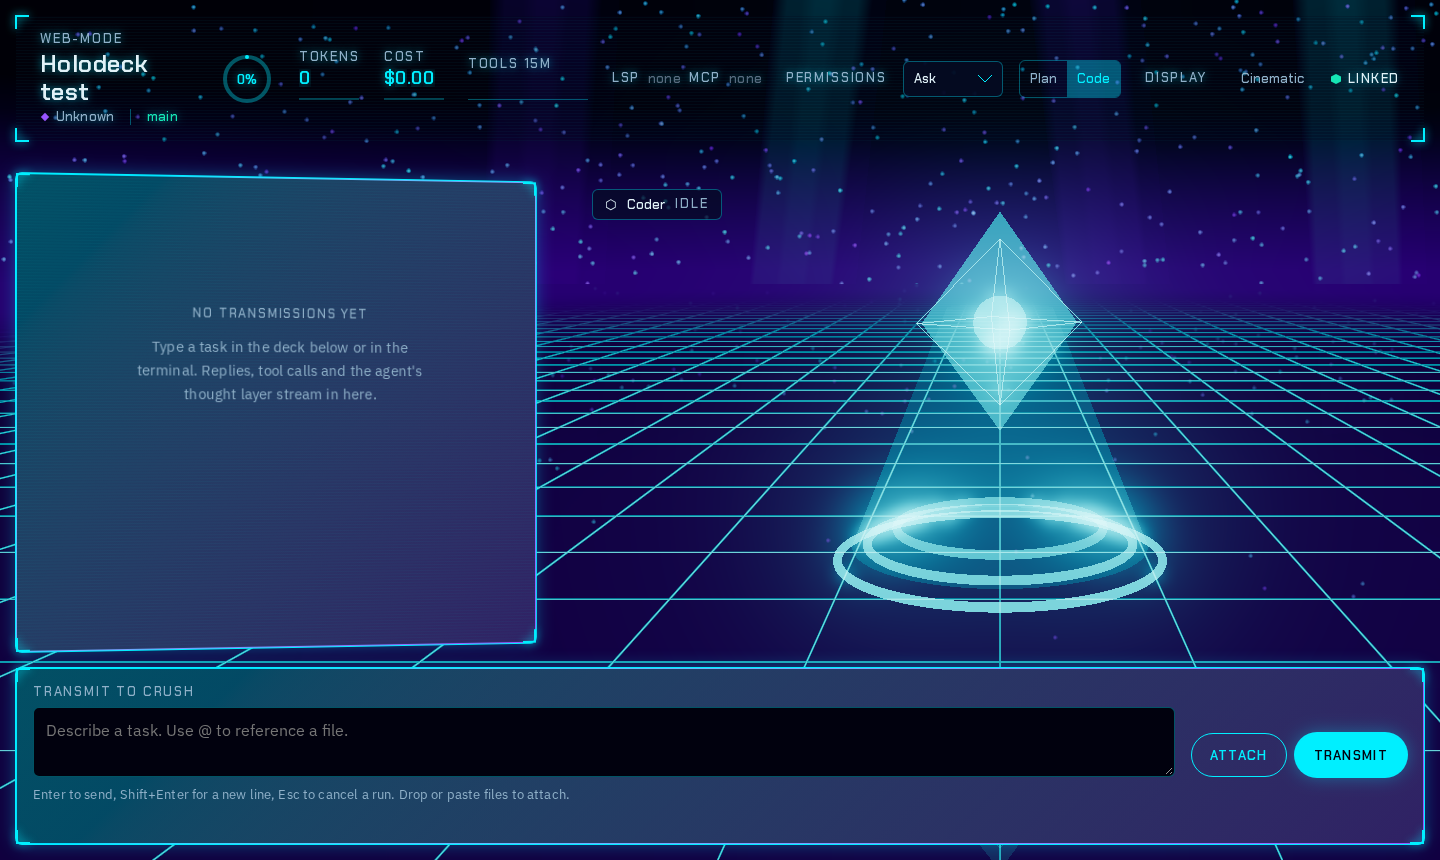 WEB-MODE
Holodeck
test
Unknown main
0%
TOKENS
0
COST
$0.00
TOOLS 15M
LSP none MCP none
PERMISSIONS
Ask
Plan Code
DISPLAY
Cinematic
LINKED
Coder IDLE
NO TRANSMISSIONS YET
Type a task in the deck below or in the
terminal. Replies, tool calls and the agent's
thought layer stream in here.
TRANSMIT TO CRUSH
Describe a task. Use @ to reference a file.
ATTACH
TRANSMIT
Enter to send, Shift+Enter for a new line, Esc to cancel a run. Drop or paste files to attach.